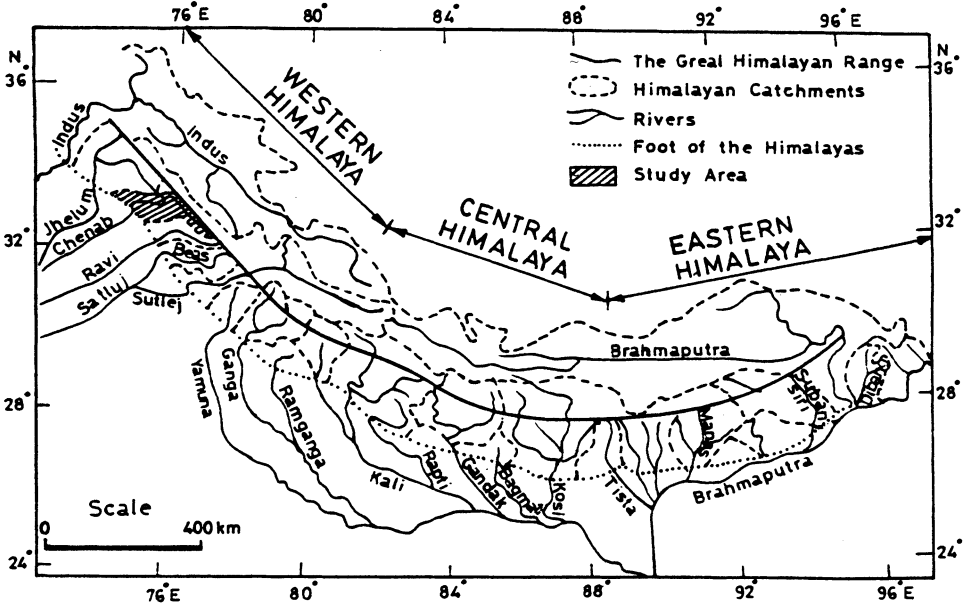 76°E 80° 84° 88° 92° 96°E
N N
36° 36°
The Greal Himalayan Range
Himalayan Catchments
Rivers
Foot of the Himalayas
Study Area
WESTERN
HIMALAYA
CENTRAL
HIMALAYA
EASTERN
HIMALAYA
Indus
Indus
Jhelum
Chenab
Ravi
Beas
Satluj
Sutlej
32° 32°
Brahmaputra
28° 28°
Yamuna
Ganga
Ramganga
Kali
Rapti
Gandak
Bagmati
Kosi
Tista
Manas
Suban
siri
Dibang
Brahmaputra
Scale
0 400 km
24° 24°
76°E 80° 84° 88° 92° 96°E